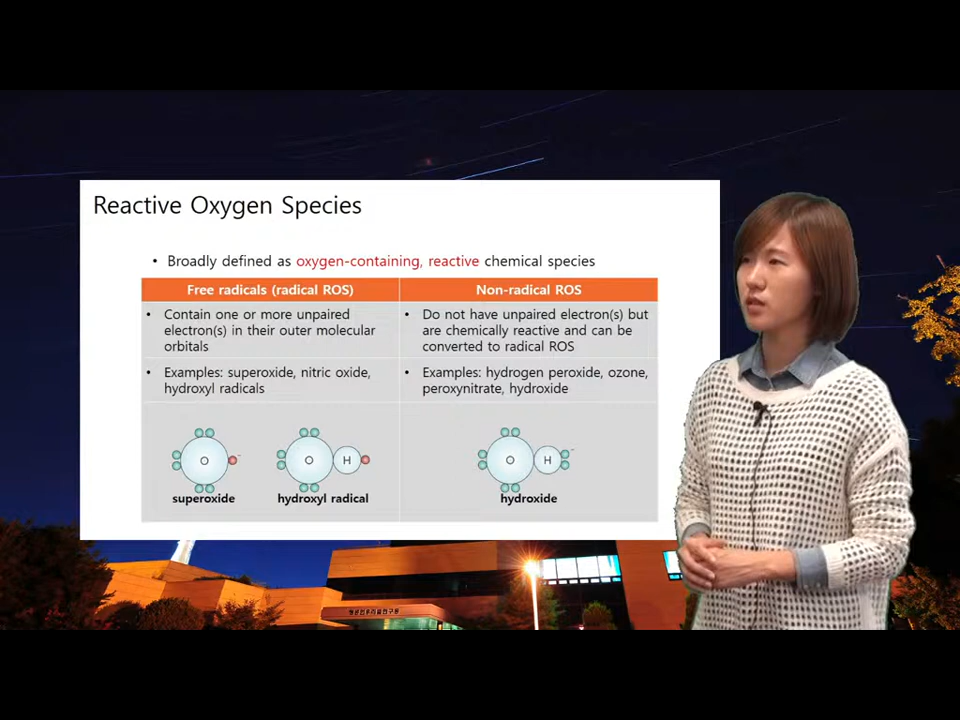 Reactive Oxygen Species
• Broadly defined as oxygen-containing, reactive chemical species
Free radicals (radical ROS)
Non-radical ROS
• Contain one or more unpaired
electron(s) in their outer molecular
orbitals
• Do not have unpaired electron(s) but
are chemically reactive and can be
converted to radical ROS
• Examples: superoxide, nitric oxide,
hydroxyl radicals
• Examples: hydrogen peroxide, ozone,
peroxynitrate, hydroxide
O -
superoxide
O H
hydroxyl radical
O H -
hydroxide